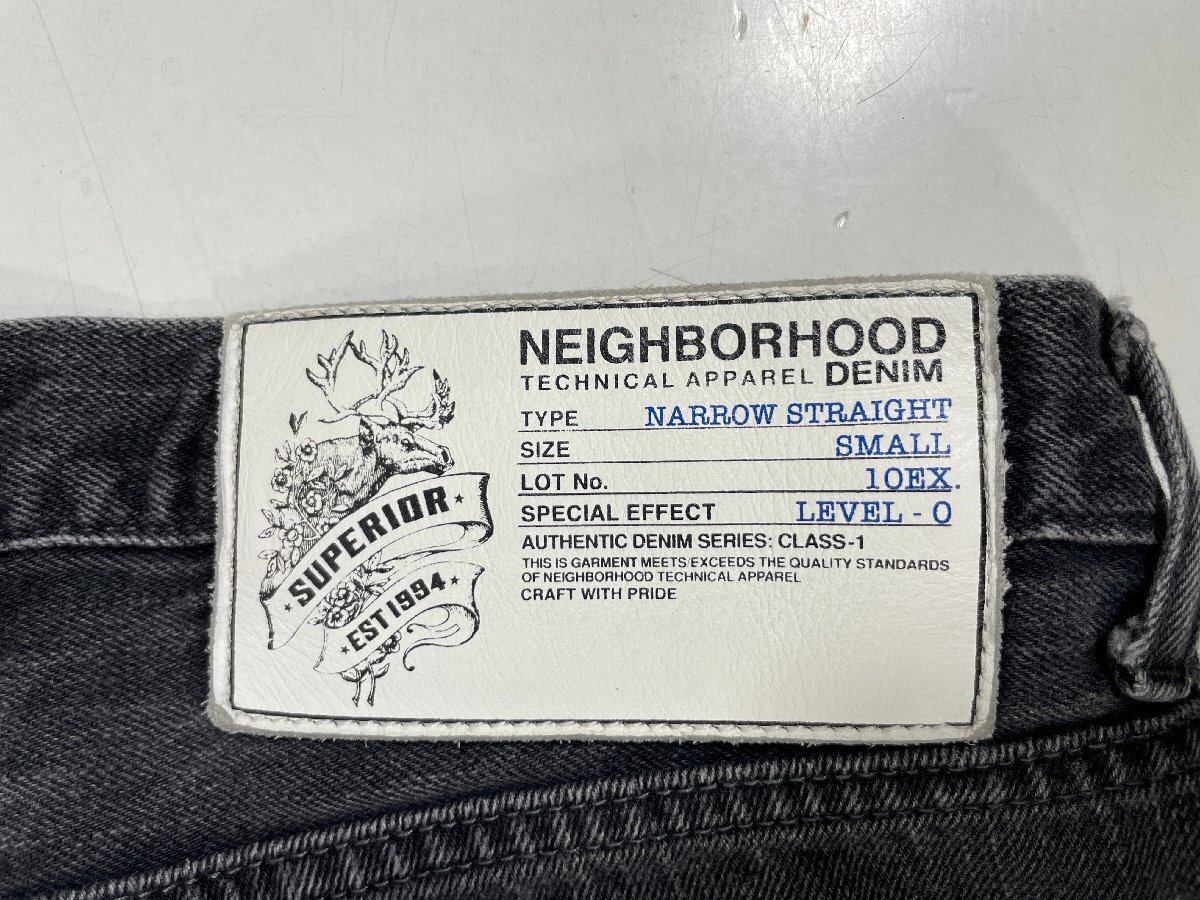 NEIGHBORHOOD
TECHNICAL APPAREL DENIM
TYPE NARROW STRAIGHT
SIZE SMALL
LOT No. 10EX.
SPECIAL EFFECT LEVEL - 0
AUTHENTIC DENIM SERIES: CLASS-1
THIS IS GARMENT MEETS/EXCEEDS THE QUALITY STANDARDS
OF NEIGHBORHOOD TECHNICAL APPAREL
CRAFT WITH PRIDE
★ SUPERIOR ★
★ EST 1994 ★